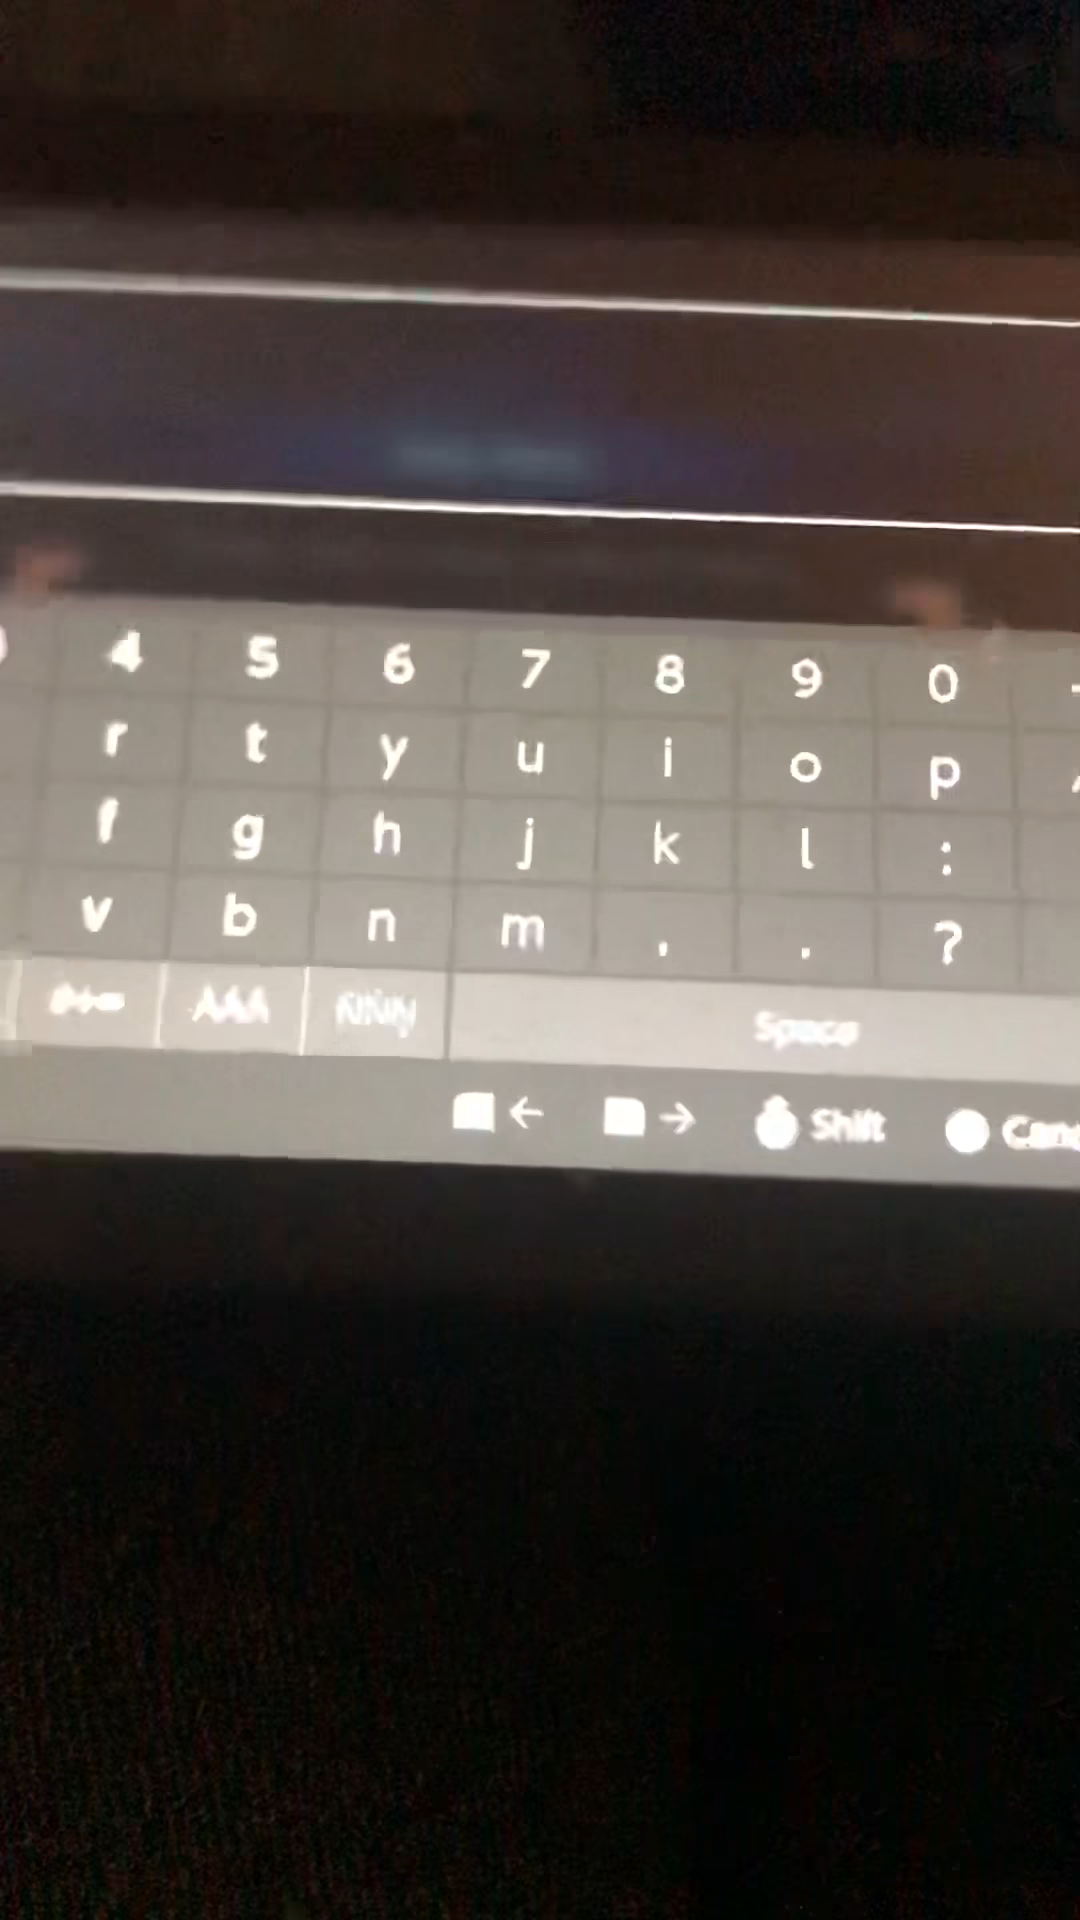 4 5 6 7 8 9 0
r t y u i o p
f g h j k l :
v b n m , . ?
Space
← → Shift